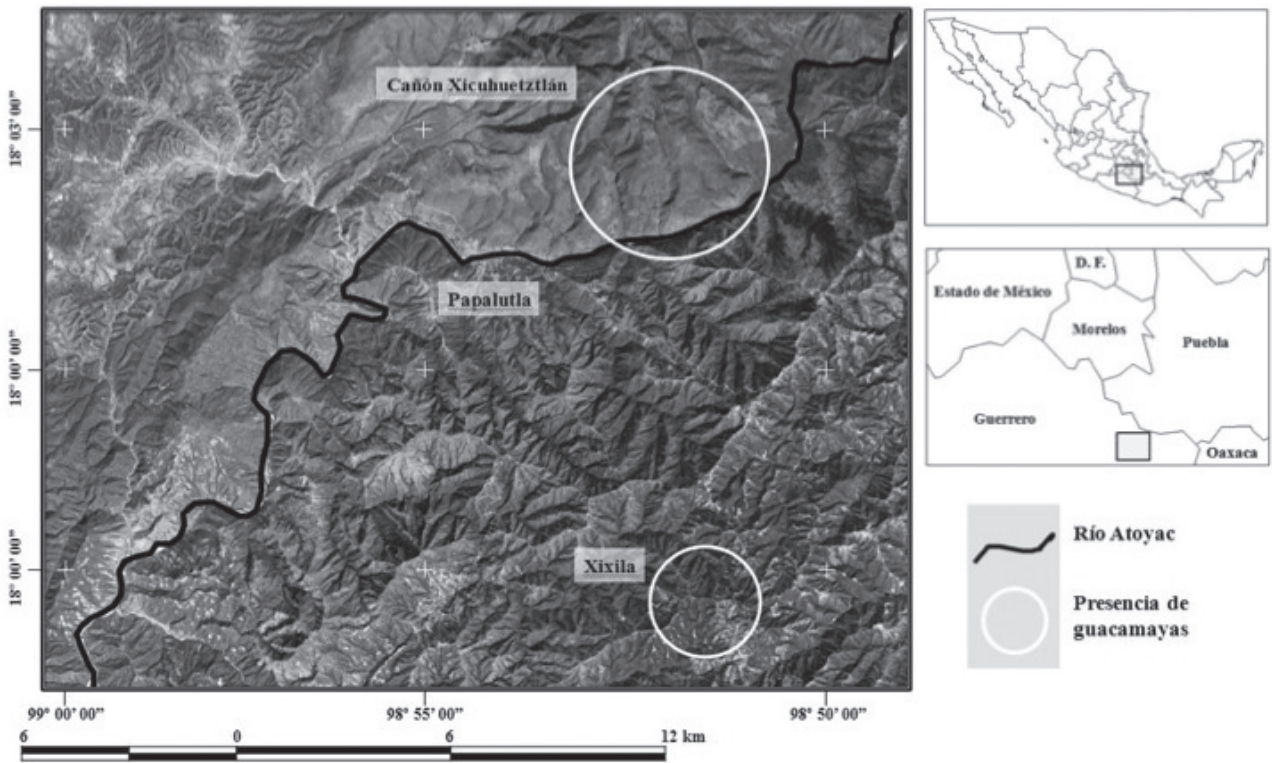 Cañón Xicuhuetztlán
Papalutla
Xixila
18° 03' 00”
18° 00' 00”
18° 00' 00”
99° 00' 00”
98° 55' 00”
98° 50' 00”
6
0
6
12 km
D. F.
Estado de México
Morelos
Puebla
Guerrero
Oaxaca
Río Atoyac
Presencia de
guacamayas